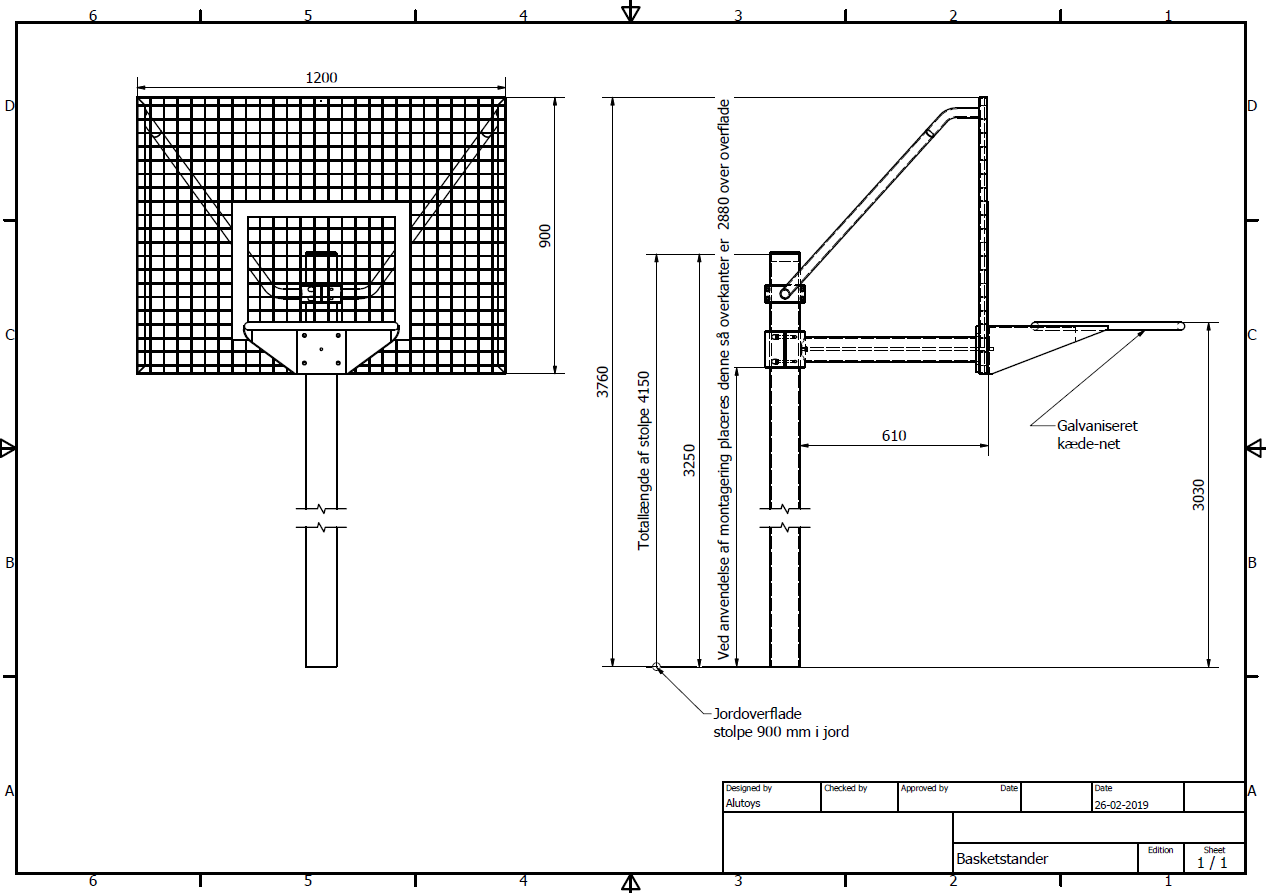 6 5 4 3 2 1
D D
1200
900
3760
Totallængde af stolpe 4150
3250
Ved anvendelse af montagering placeres denne så overkanter er 2880 over overflade
C C
610
Galvaniseret
kæde-net
3030
B B
Jordoverflade
stolpe 900 mm i jord
A A
Designed by Checked by Approved by Date Date
Alutoys 26-02-2019
Edition Sheet
Basketstander 1 / 1
6 5 4 3 2 1